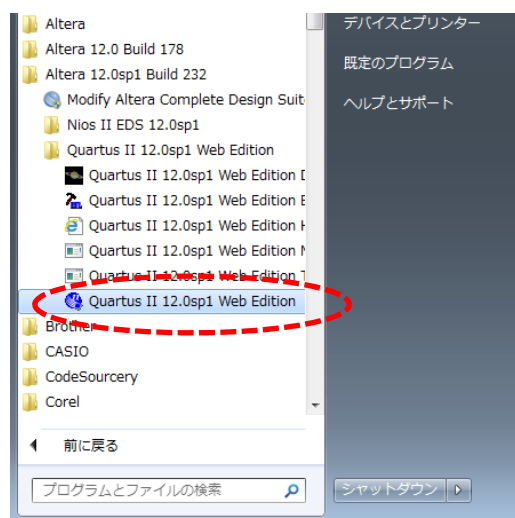 Altera
Altera 12.0 Build 178
Altera 12.0sp1 Build 232
Modify Altera Complete Design Suit
Nios II EDS 12.0sp1
Quartus II 12.0sp1 Web Edition
Quartus II 12.0sp1 Web Edition D
Quartus II 12.0sp1 Web Edition E
Quartus II 12.0sp1 Web Edition H
Quartus II 12.0sp1 Web Edition N
Quartus II 12.0sp1 Web Edition T
Quartus II 12.0sp1 Web Edition
Brother
CASIO
CodeSourcery
Corel
前に戻る
プログラムとファイルの検索
デバイスとプリンター
既定のプログラム
ヘルプとサポート
シャットダウン